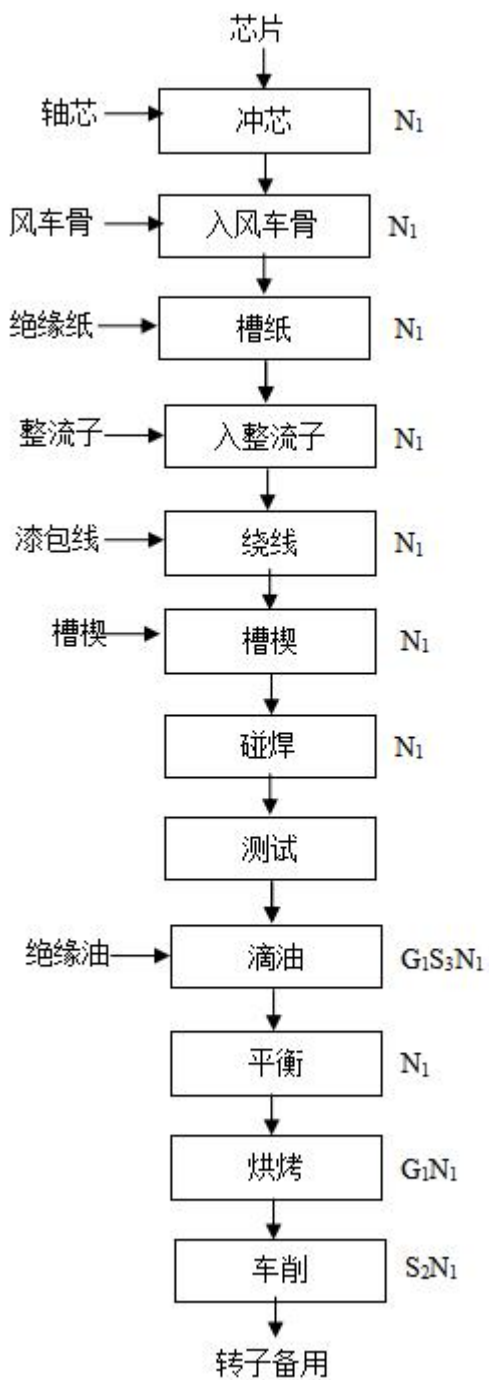 芯片
轴芯 冲芯 N₁
风车骨 入风车骨 N₁
绝缘纸 槽纸 N₁
整流子 入整流子 N₁
漆包线 绕线 N₁
槽楔 槽楔 N₁
碰焊 N₁
测试
绝缘油 滴油 G₁S₃N₁
平衡 N₁
烘烤 G₁N₁
车削 S₂N₁
转子备用